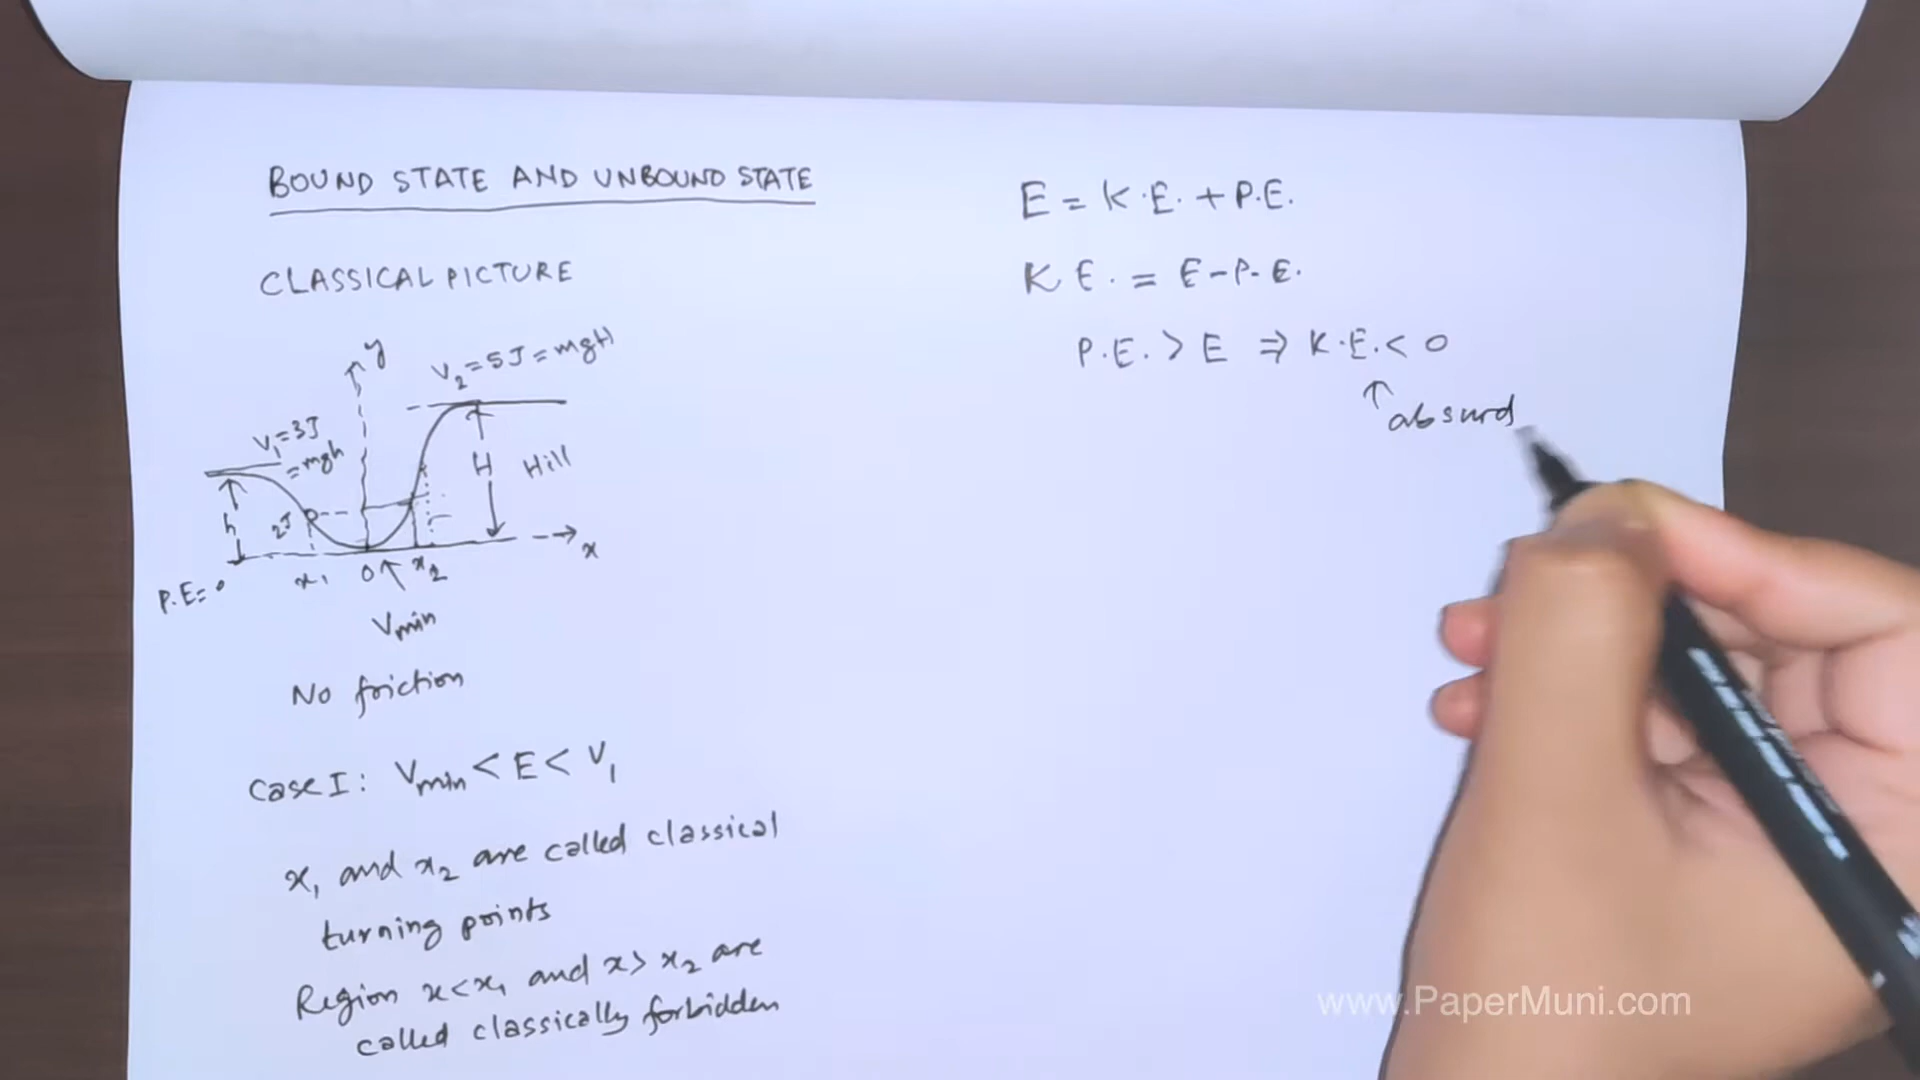 BOUND STATE AND UNBOUND STATE
CLASSICAL PICTURE
y
V₂ = 5J = mgH
V₁ = 3J
= mgh
H
Hill
h
2J
x
P.E = 0
x₁
0
x₂
Vmin
No friction
Case I: Vmin < E < V₁
x₁ and x₂ are called classical
turning points
Region x < x₁ and x > x₂ are
called classically forbidden
E = K.E. + P.E.
K E. = E - P. E.
P.E. > E ⇒ K.E. < 0
absurd
www.PaperMuni.com